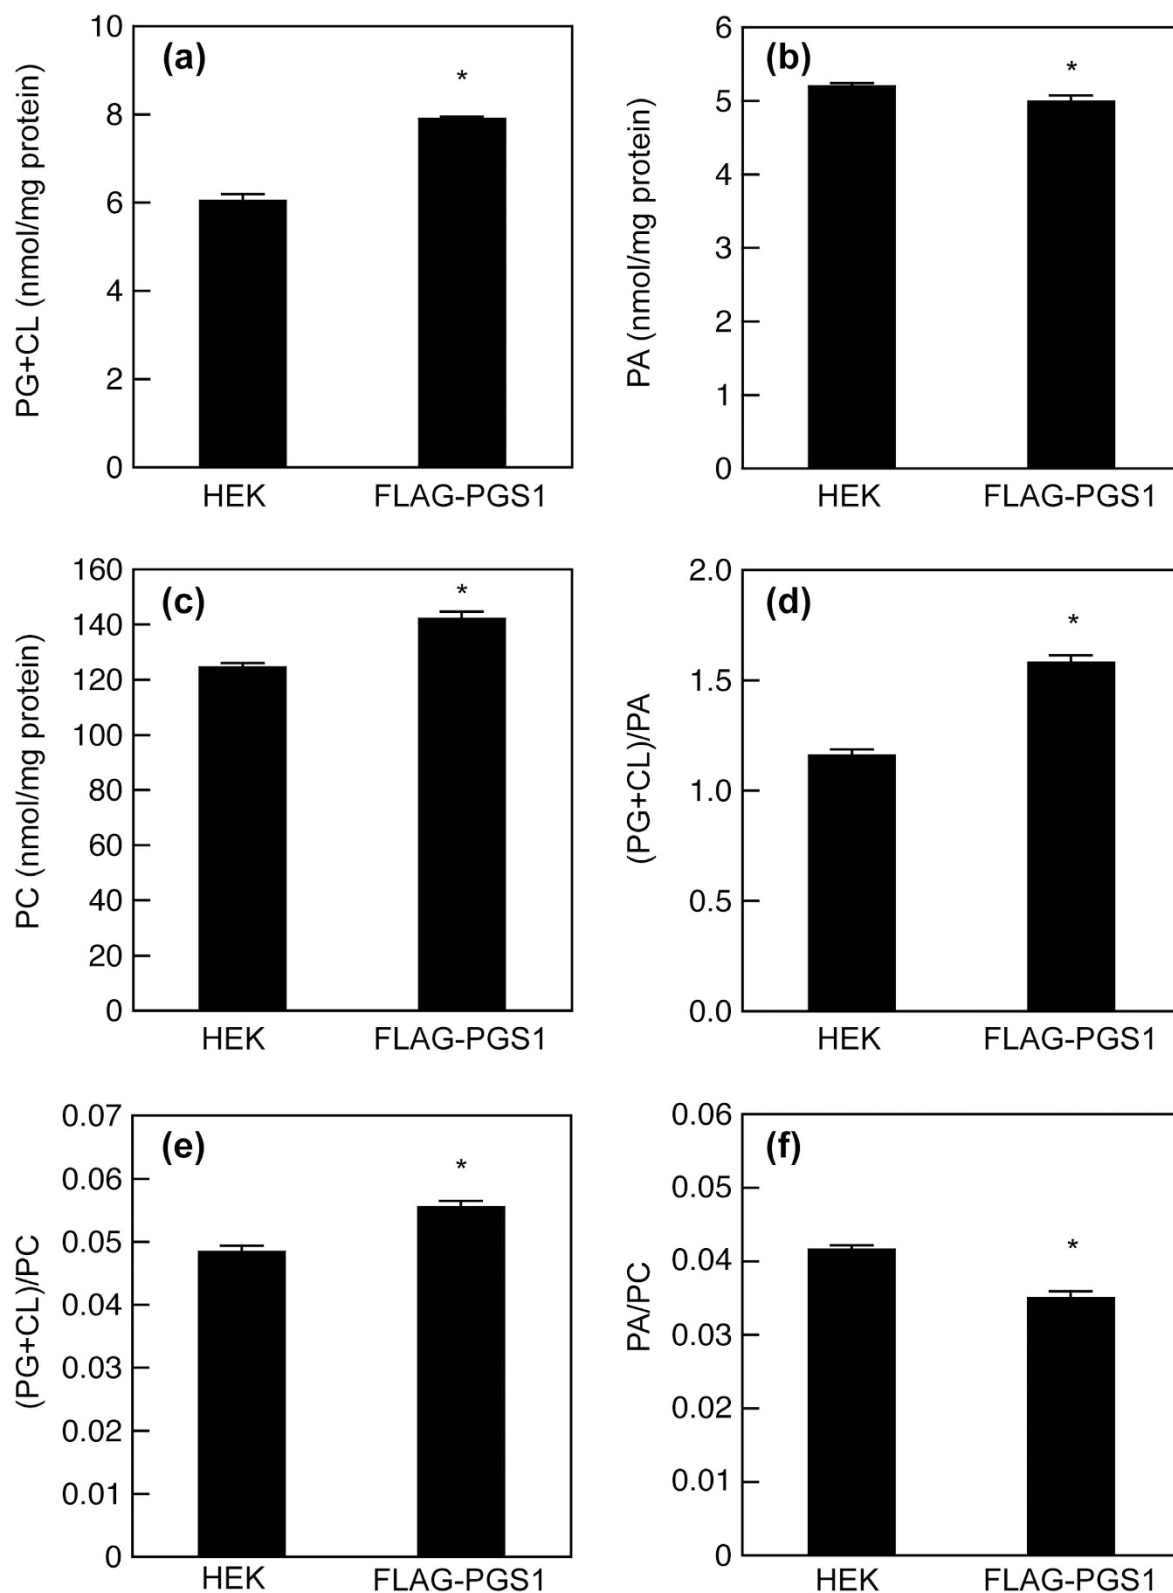 (a)
PG+CL (nmol/mg protein)
10
8
6
4
2
0
*
HEK FLAG-PGS1
(b)
PA (nmol/mg protein)
6
5
4
3
2
1
0
*
HEK FLAG-PGS1
(c)
PC (nmol/mg protein)
160
140
120
100
80
60
40
20
0
*
HEK FLAG-PGS1
(d)
(PG+CL)/PA
2.0
1.5
1.0
0.5
0.0
*
HEK FLAG-PGS1
(e)
(PG+CL)/PC
0.07
0.06
0.05
0.04
0.03
0.02
0.01
0
*
HEK FLAG-PGS1
(f)
PA/PC
0.06
0.05
0.04
0.03
0.02
0.01
0
*
HEK FLAG-PGS1